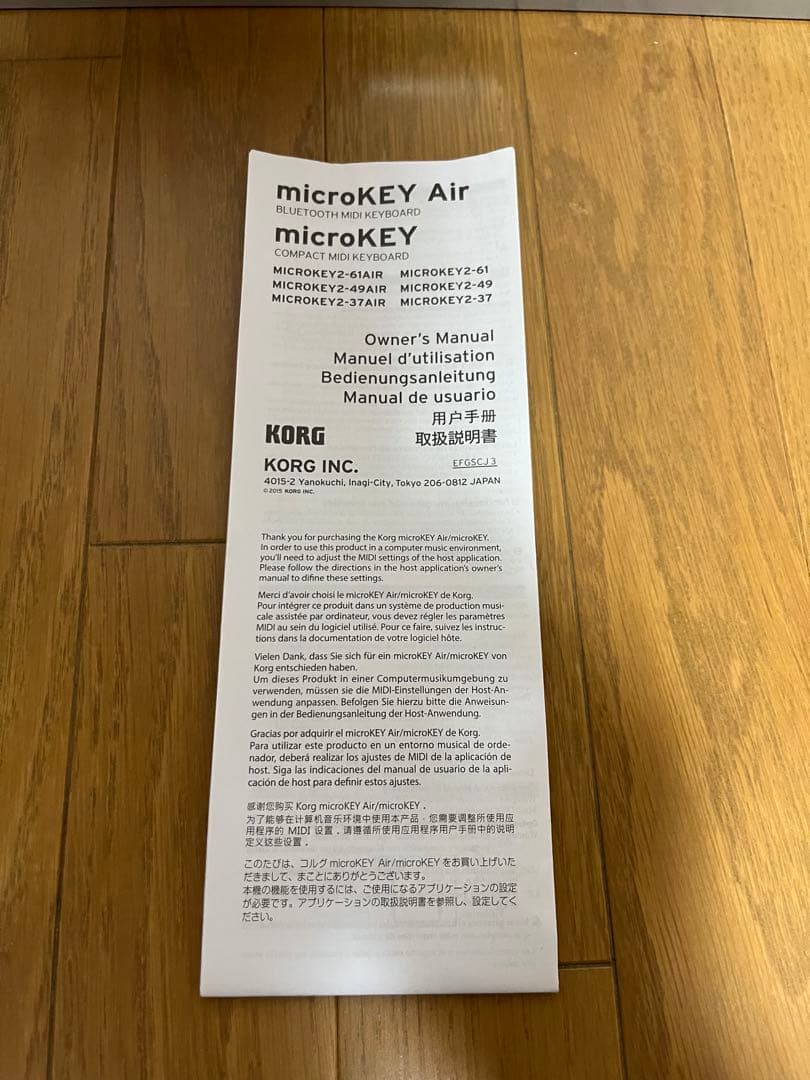 microKEY Air
BLUETOOTH MIDI KEYBOARD
microKEY
COMPACT MIDI KEYBOARD
MICROKEY2-61AIR MICROKEY2-61
MICROKEY2-49AIR MICROKEY2-49
MICROKEY2-37AIR MICROKEY2-37
Owner's Manual
Manuel d'utilisation
Bedienungsanleitung
Manual de usuario
用户手册
取扱説明書
KORG
KORG INC.
EFGSCJ 3
4015-2 Yanokuchi, Inagi-City, Tokyo 206-0812 JAPAN
© 2015 KORG INC.
Thank you for purchasing the Korg microKEY Air/microKEY.
In order to use this product in a computer music environment,
you'll need to adjust the MIDI settings of the host application.
Please follow the directions in the host application's owner's
manual to difine these settings.
Merci d'avoir choisi le microKEY Air/microKEY de Korg.
Pour intégrer ce produit dans un système de production musi-
cale assistée par ordinateur, vous devez régler les paramètres
MIDI au sein du logiciel utilisé. Pour ce faire, suivez les instruc-
tions dans la documentation de votre logiciel hôte.
Vielen Dank, dass Sie sich für ein microKEY Air/microKEY von
Korg entschieden haben.
Um dieses Produkt in einer Computermusikumgebung zu
verwenden, müssen sie die MIDI-Einstellungen der Host-An-
wendung anpassen. Befolgen Sie hierzu bitte die Anweisun-
gen in der Bedienungsanleitung der Host-Anwendung.
Gracias por adquirir el microKEY Air/microKEY de Korg.
Para utilizar este producto en un entorno musical de orde-
nador, deberá realizar los ajustes de MIDI de la aplicación de
host. Siga las indicaciones del manual de usuario de la apli-
cación de host para definir estos ajustes.
感谢您购买 Korg microKEY Air/microKEY .
为了能够在计算机音乐环境中使用本产品，您需要调整所使用应
用程序的 MIDI 设置 . 请遵循所使用应用程序用户手册中的说明
定义这些设置 .
このたびは、コルグ microKEY Air/microKEY をお買い上げいた
だきまして、まことにありがとうございます。
本機の機能を使用するには、ご使用になるアプリケーションの設定
が必要です。アプリケーションの取扱説明書を参照し、設定してく
ださい。